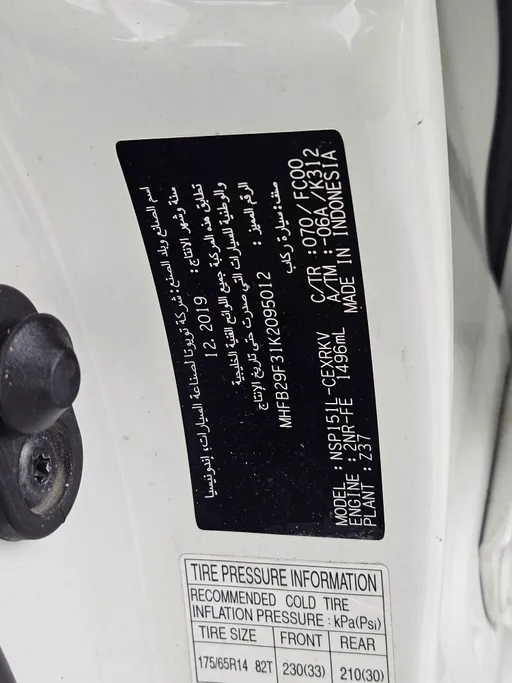 اسم الصانع وبلد الصنع: شركة تويوتا لصناعة السيارات، إندونيسيا
سنة وشهر الانتاج: 12. 2019
تطابق هذه المركبة جميع اللوائح الفنية الخليجية
والوطنية للسيارات التي صدرت حتى تاريخ الإنتاج
الرقم المميز: MHFB29F31K2095012
صنف: سيارة ركاب
MODEL : NSP151L-CEXRKV C/TR : 070/FC00
ENGINE : 2NR-FE 1496mL A/TM : -06A/K312
PLANT : Z37 MADE IN INDONESIA
TIRE PRESSURE INFORMATION
RECOMMENDED COLD TIRE
INFLATION PRESSURE : kPa(Psi)
TIRE SIZE FRONT REAR
175/65R14 82T 230(33) 210(30)